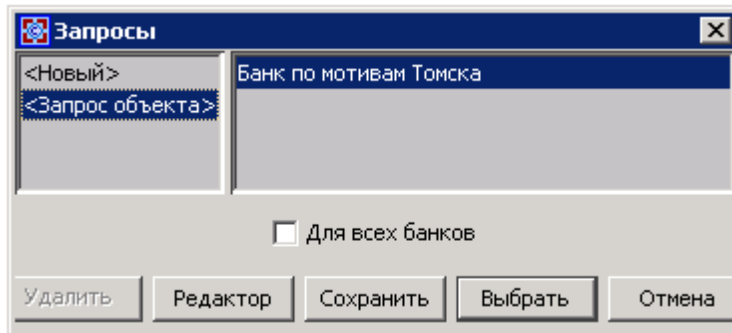 Запросы
<Новый>
<Запрос объекта>
Банк по мотивам Томска
Для всех банков
Удалить Редактор Сохранить Выбрать Отмена